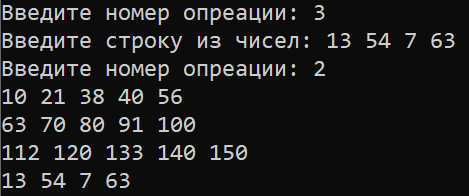 Введите номер опреации: 3
Введите строку из чисел: 13 54 7 63
Введите номер опреации: 2
10 21 38 40 56
63 70 80 91 100
112 120 133 140 150
13 54 7 63